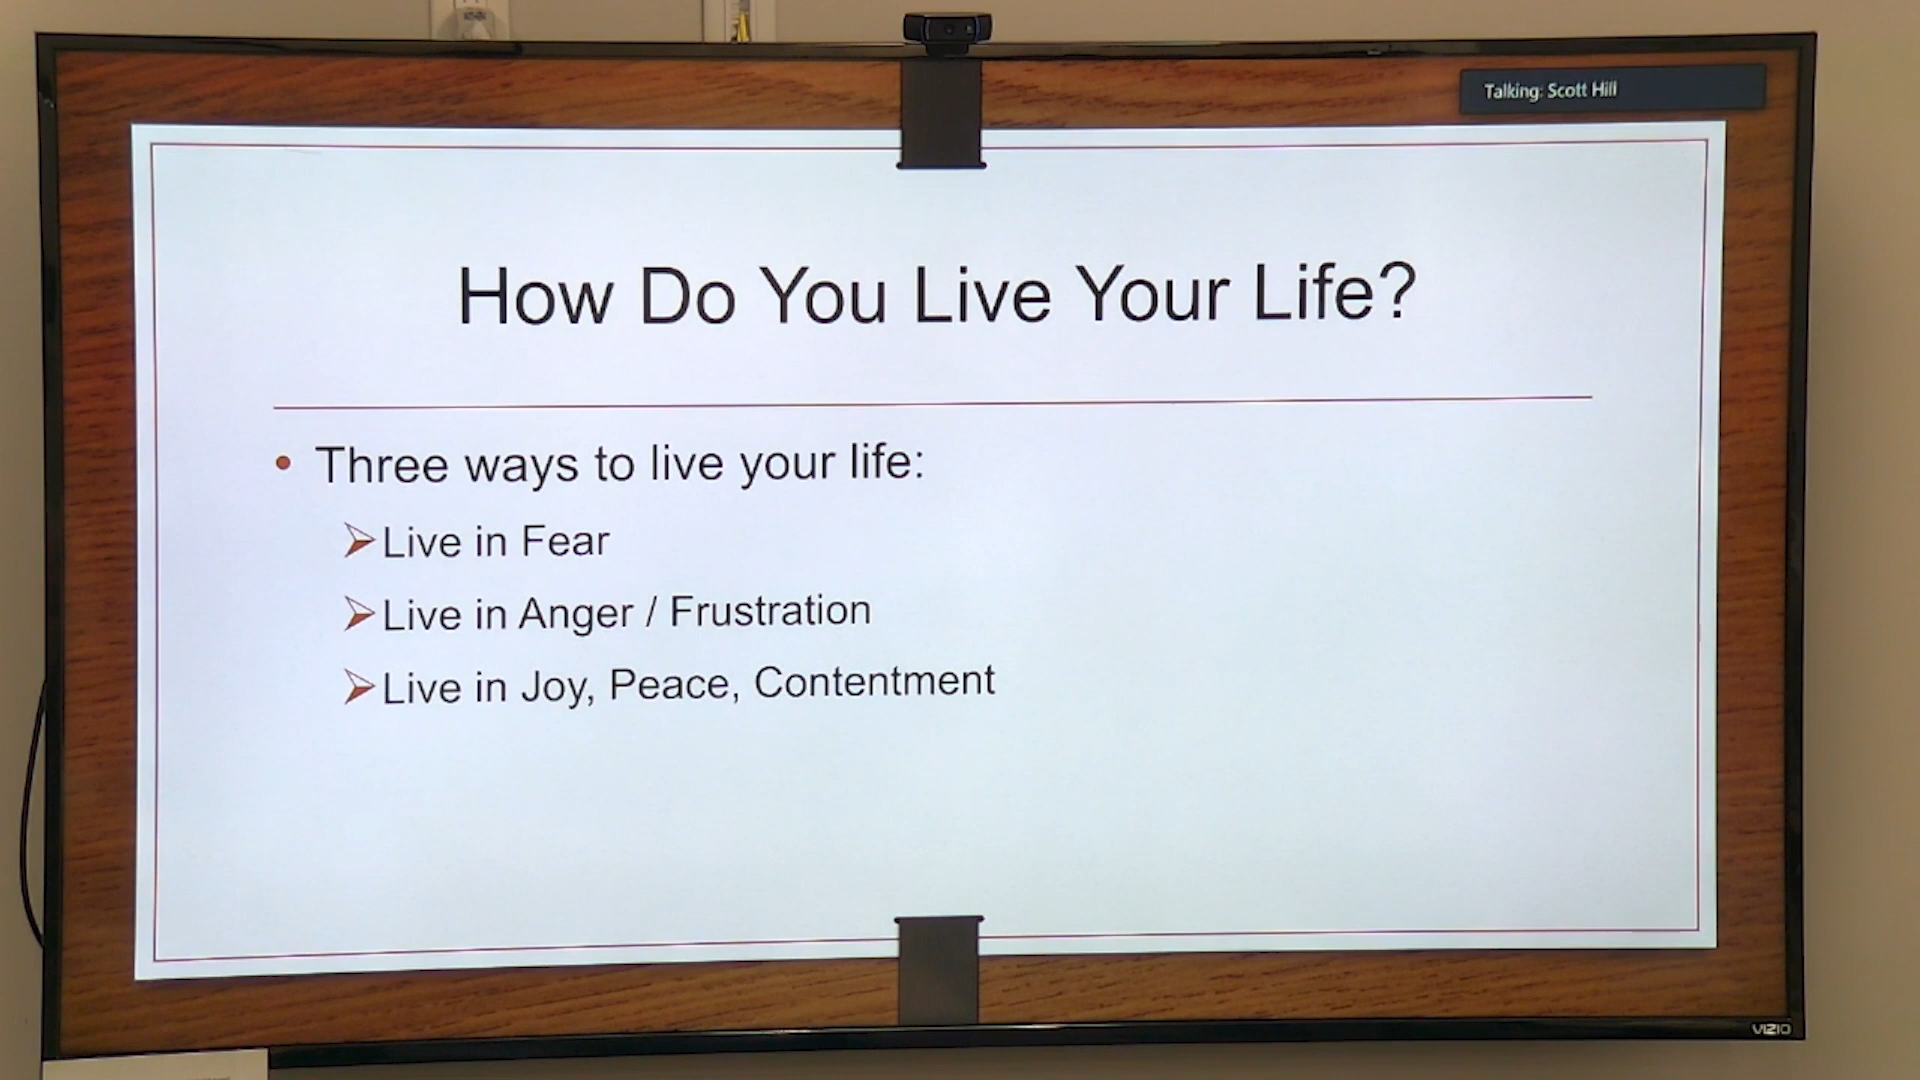 Talking: Scott Hill
How Do You Live Your Life?
• Three ways to live your life:
➢Live in Fear
➢Live in Anger / Frustration
➢Live in Joy, Peace, Contentment
VIZIO